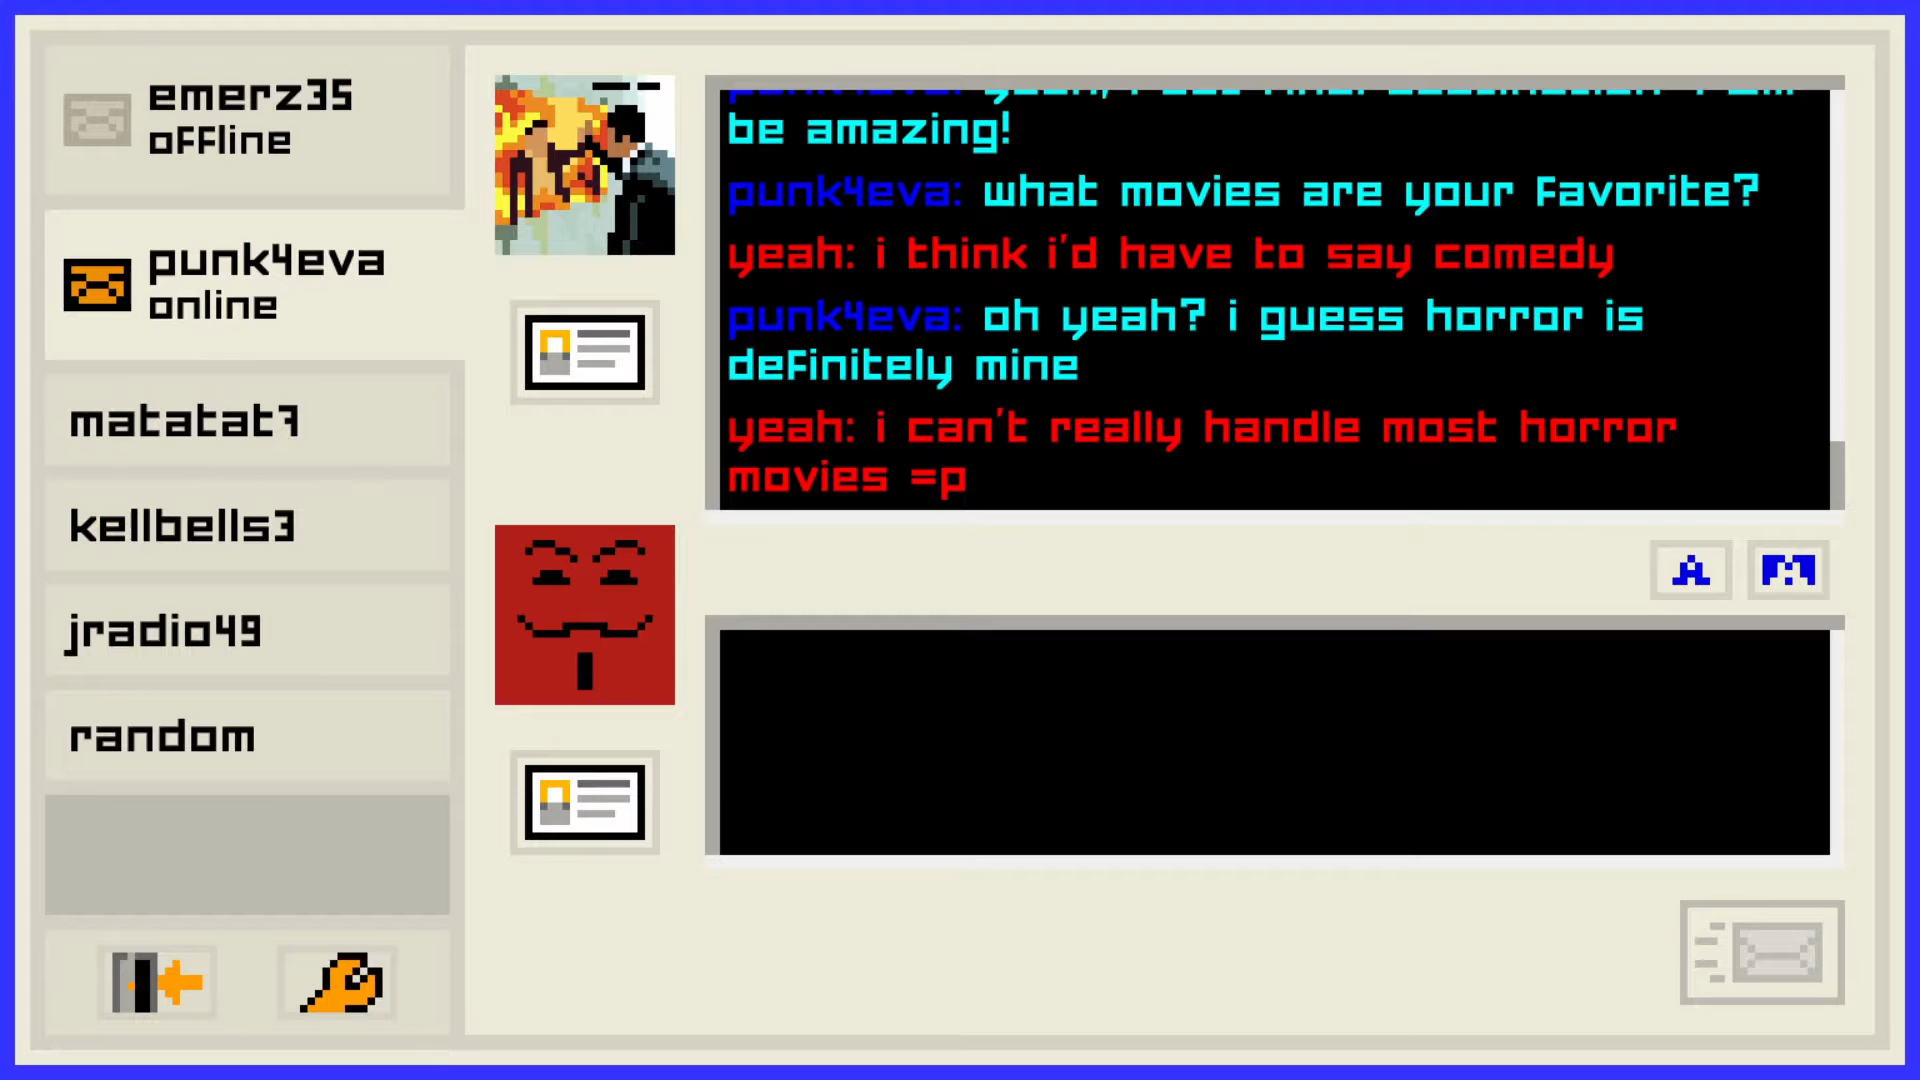 emerz35
offline
punk4eva
online
matatat7
kellbells3
jradio49
random
be amazing!
punk4eva: what movies are your favorite?
yeah: i think i'd have to say comedy
punk4eva: oh yeah? i guess horror is
definitely mine
yeah: i can't really handle most horror
movies =p
A M